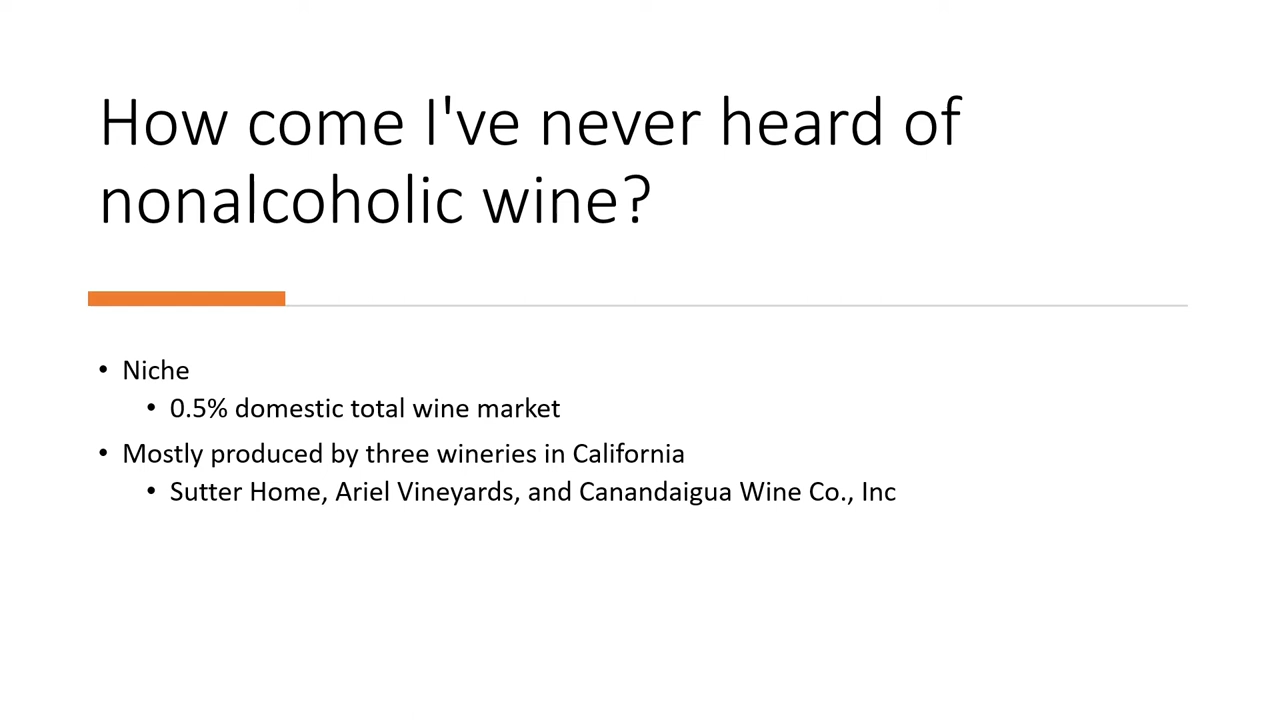 How come I've never heard of
nonalcoholic wine?
• Niche
• 0.5% domestic total wine market
• Mostly produced by three wineries in California
• Sutter Home, Ariel Vineyards, and Canandaigua Wine Co., Inc